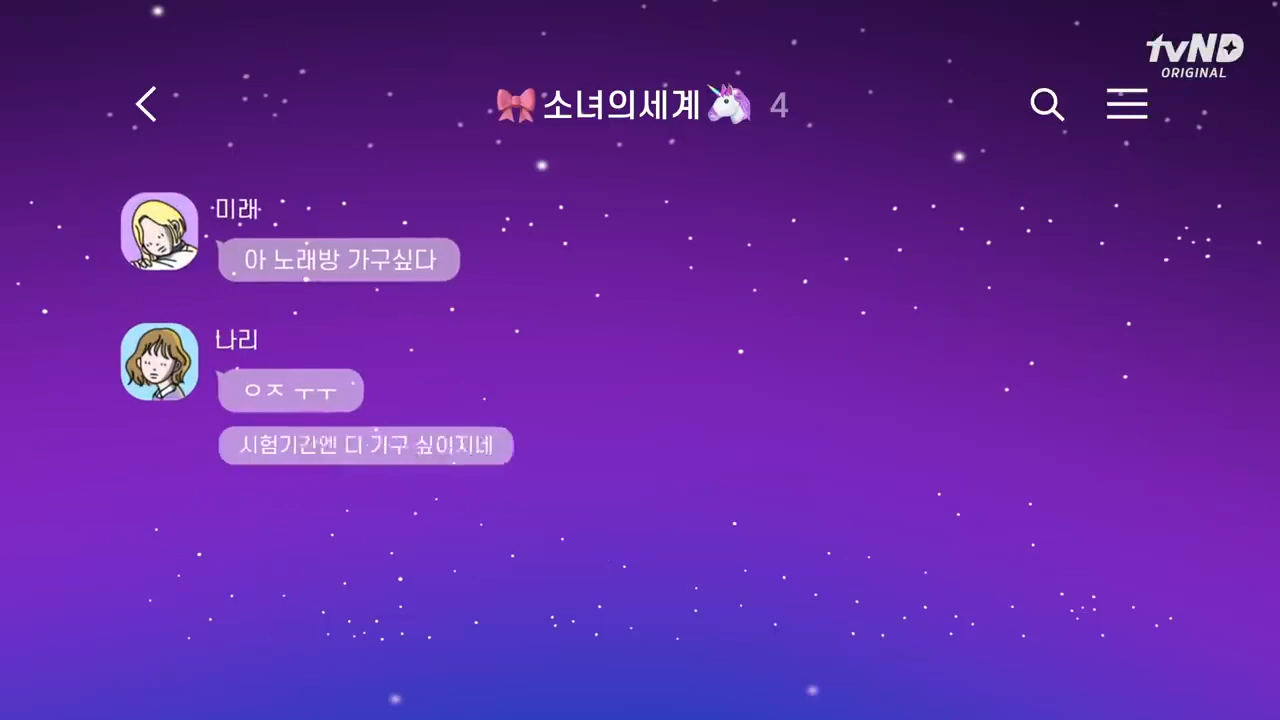 tvND
ORIGINAL
🎀소녀의세계🦄 4
미래
아 노래방 가구싶다
나리
ㅇㅈ ㅜㅜ
시험기간엔 더 가구 싶어지네